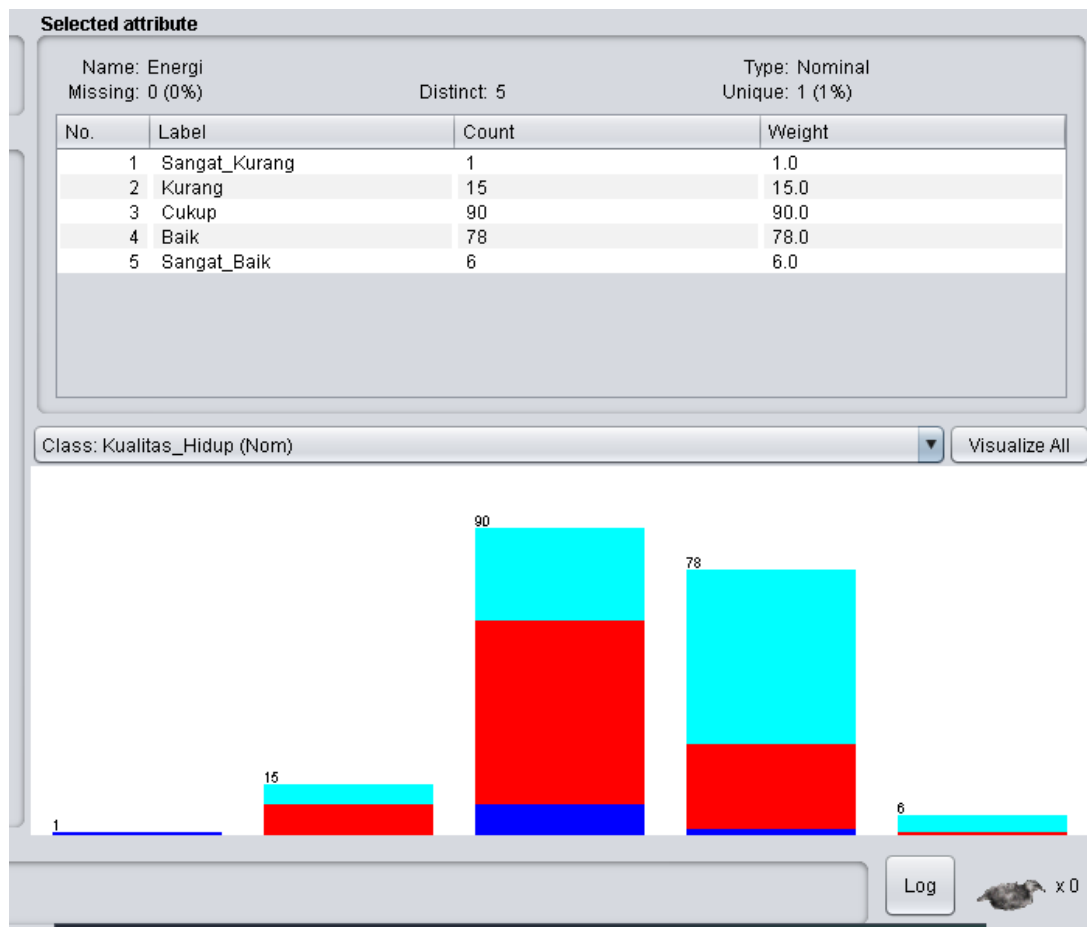 Selected attribute
Name: Energi Type: Nominal
Missing: 0 (0%) Distinct: 5 Unique: 1 (1%)
No. Label Count Weight
1 Sangat_Kurang 1 1.0
2 Kurang 15 15.0
3 Cukup 90 90.0
4 Baik 78 78.0
5 Sangat_Baik 6 6.0
Class: Kualitas_Hidup (Nom) Visualize All
90
78
15
6
1
Log x 0